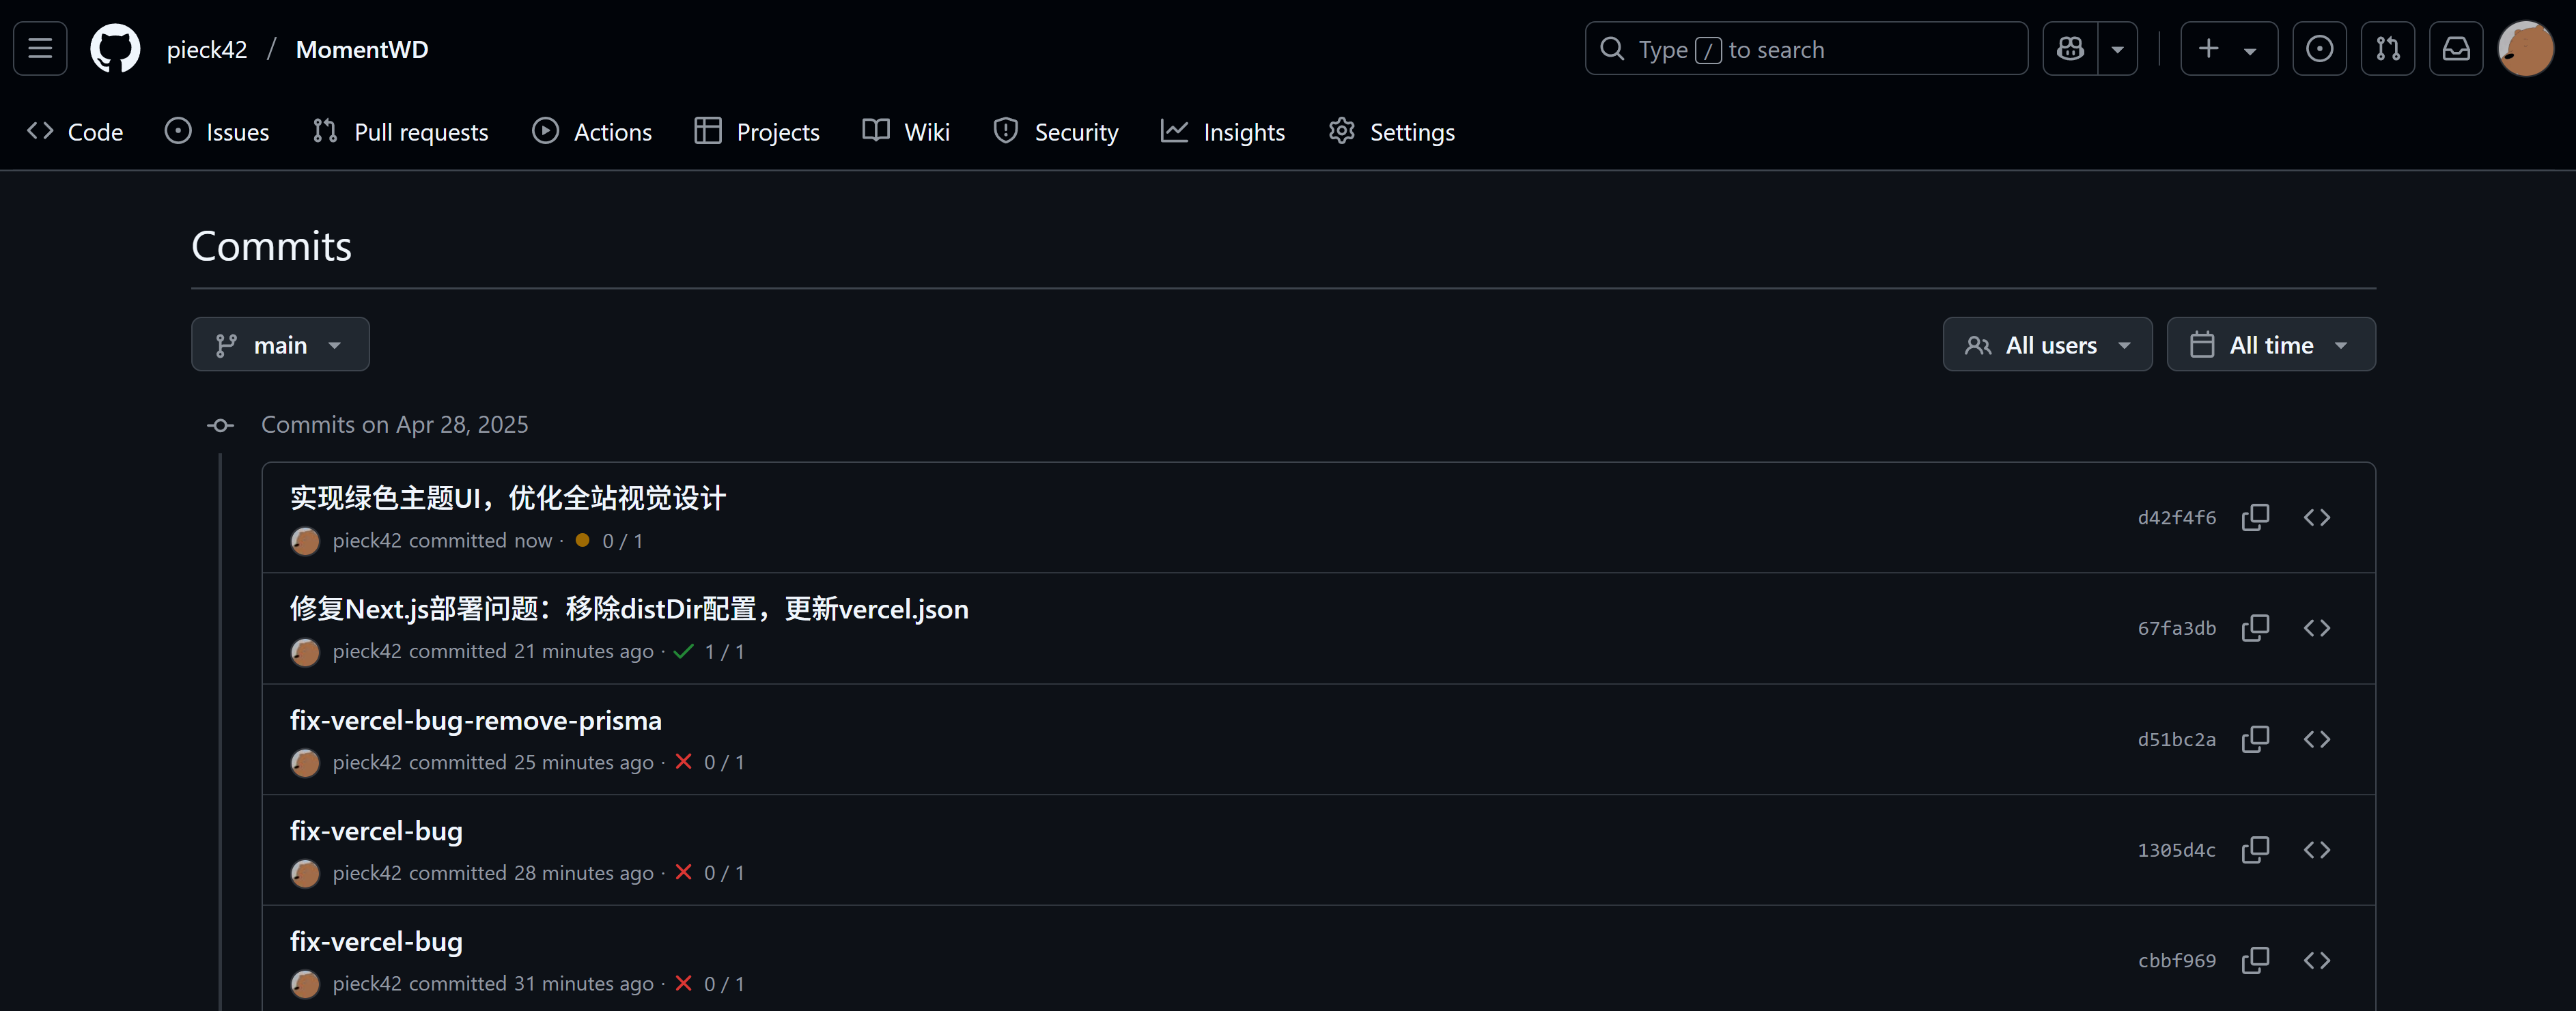 pieck42 / MomentWD
Type / to search
Code Issues Pull requests Actions Projects Wiki Security Insights Settings
Commits
main All users All time
Commits on Apr 28, 2025
实现绿色主题UI，优化全站视觉设计
pieck42 committed now · 0 / 1
d42f4f6
修复Next.js部署问题：移除distDir配置，更新vercel.json
pieck42 committed 21 minutes ago · 1 / 1
67fa3db
fix-vercel-bug-remove-prisma
pieck42 committed 25 minutes ago · 0 / 1
d51bc2a
fix-vercel-bug
pieck42 committed 28 minutes ago · 0 / 1
1305d4c
fix-vercel-bug
pieck42 committed 31 minutes ago · 0 / 1
cbbf969